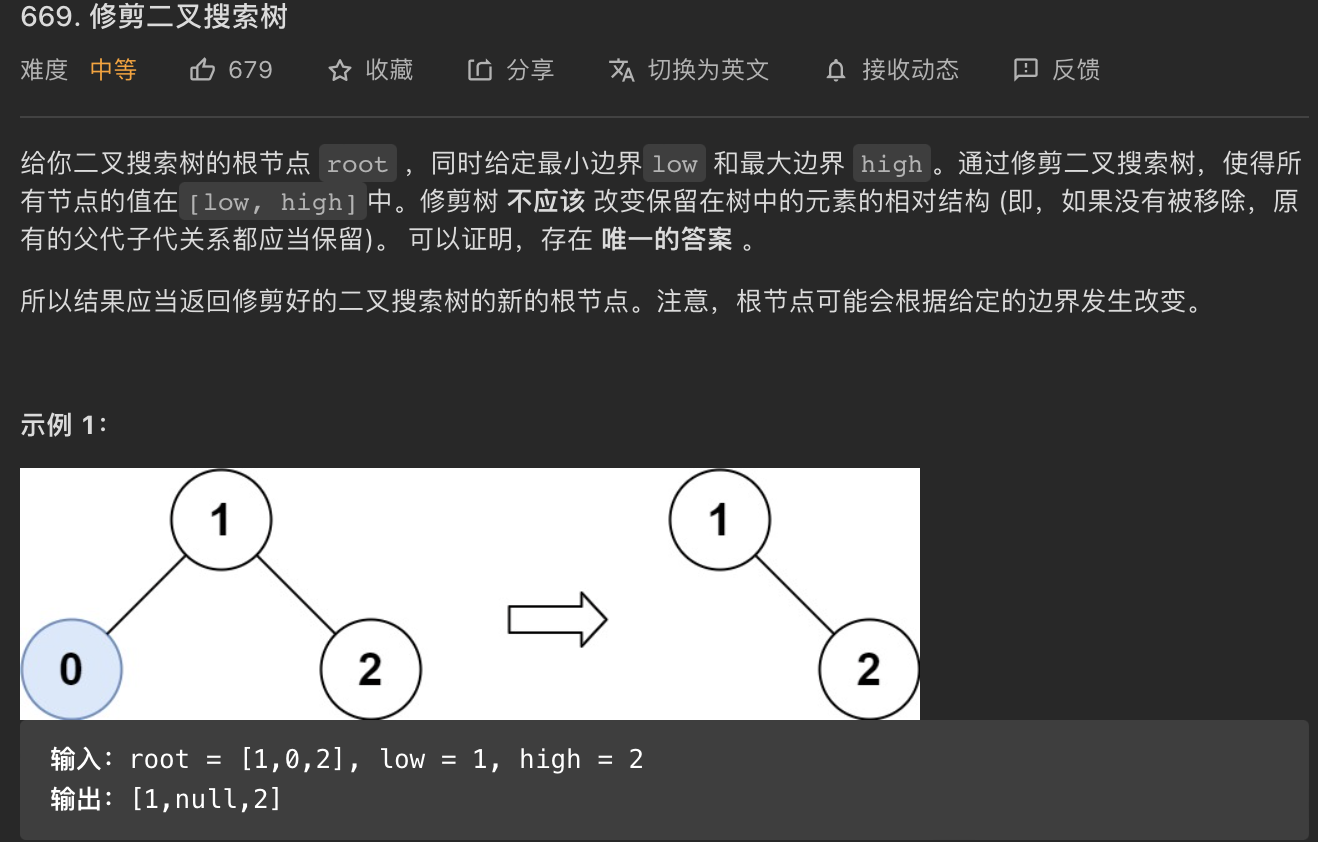 669. 修剪二叉搜索树
难度 中等 679 收藏 分享 切换为英文 接收动态 反馈
给你二叉搜索树的根节点 root ，同时给定最小边界low 和最大边界 high。通过修剪二叉搜索树，使得所
有节点的值在[low, high]中。修剪树 不应该 改变保留在树中的元素的相对结构 (即，如果没有被移除，原
有的父代子代关系都应当保留)。 可以证明，存在 唯一的答案 。
所以结果应当返回修剪好的二叉搜索树的新的根节点。注意，根节点可能会根据给定的边界发生改变。
示例 1：
1 1
0 2 2
输入：root = [1,0,2], low = 1, high = 2
输出：[1,null,2]